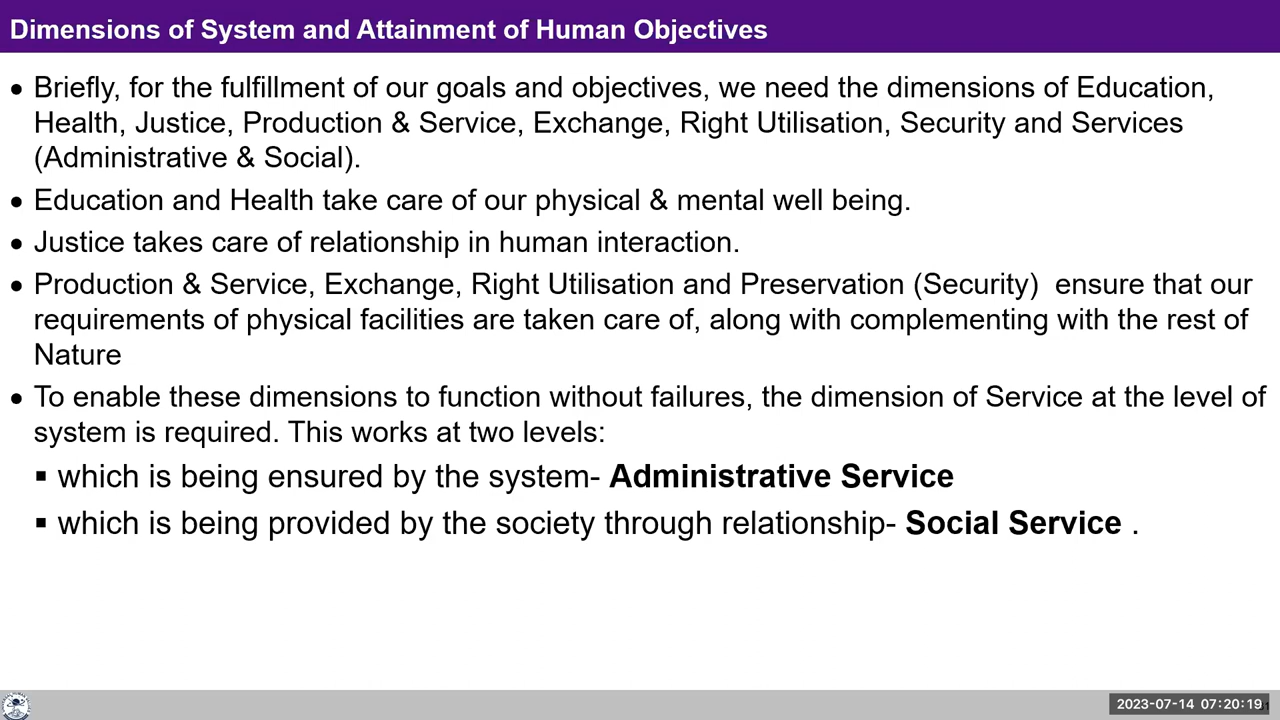 Dimensions of System and Attainment of Human Objectives
• Briefly, for the fulfillment of our goals and objectives, we need the dimensions of Education,
Health, Justice, Production & Service, Exchange, Right Utilisation, Security and Services
(Administrative & Social).
• Education and Health take care of our physical & mental well being.
• Justice takes care of relationship in human interaction.
• Production & Service, Exchange, Right Utilisation and Preservation (Security)  ensure that our
requirements of physical facilities are taken care of, along with complementing with the rest of
Nature
• To enable these dimensions to function without failures, the dimension of Service at the level of
system is required. This works at two levels:
▪ which is being ensured by the system- Administrative Service
▪ which is being provided by the society through relationship- Social Service .
2023-07-14 07:20:19